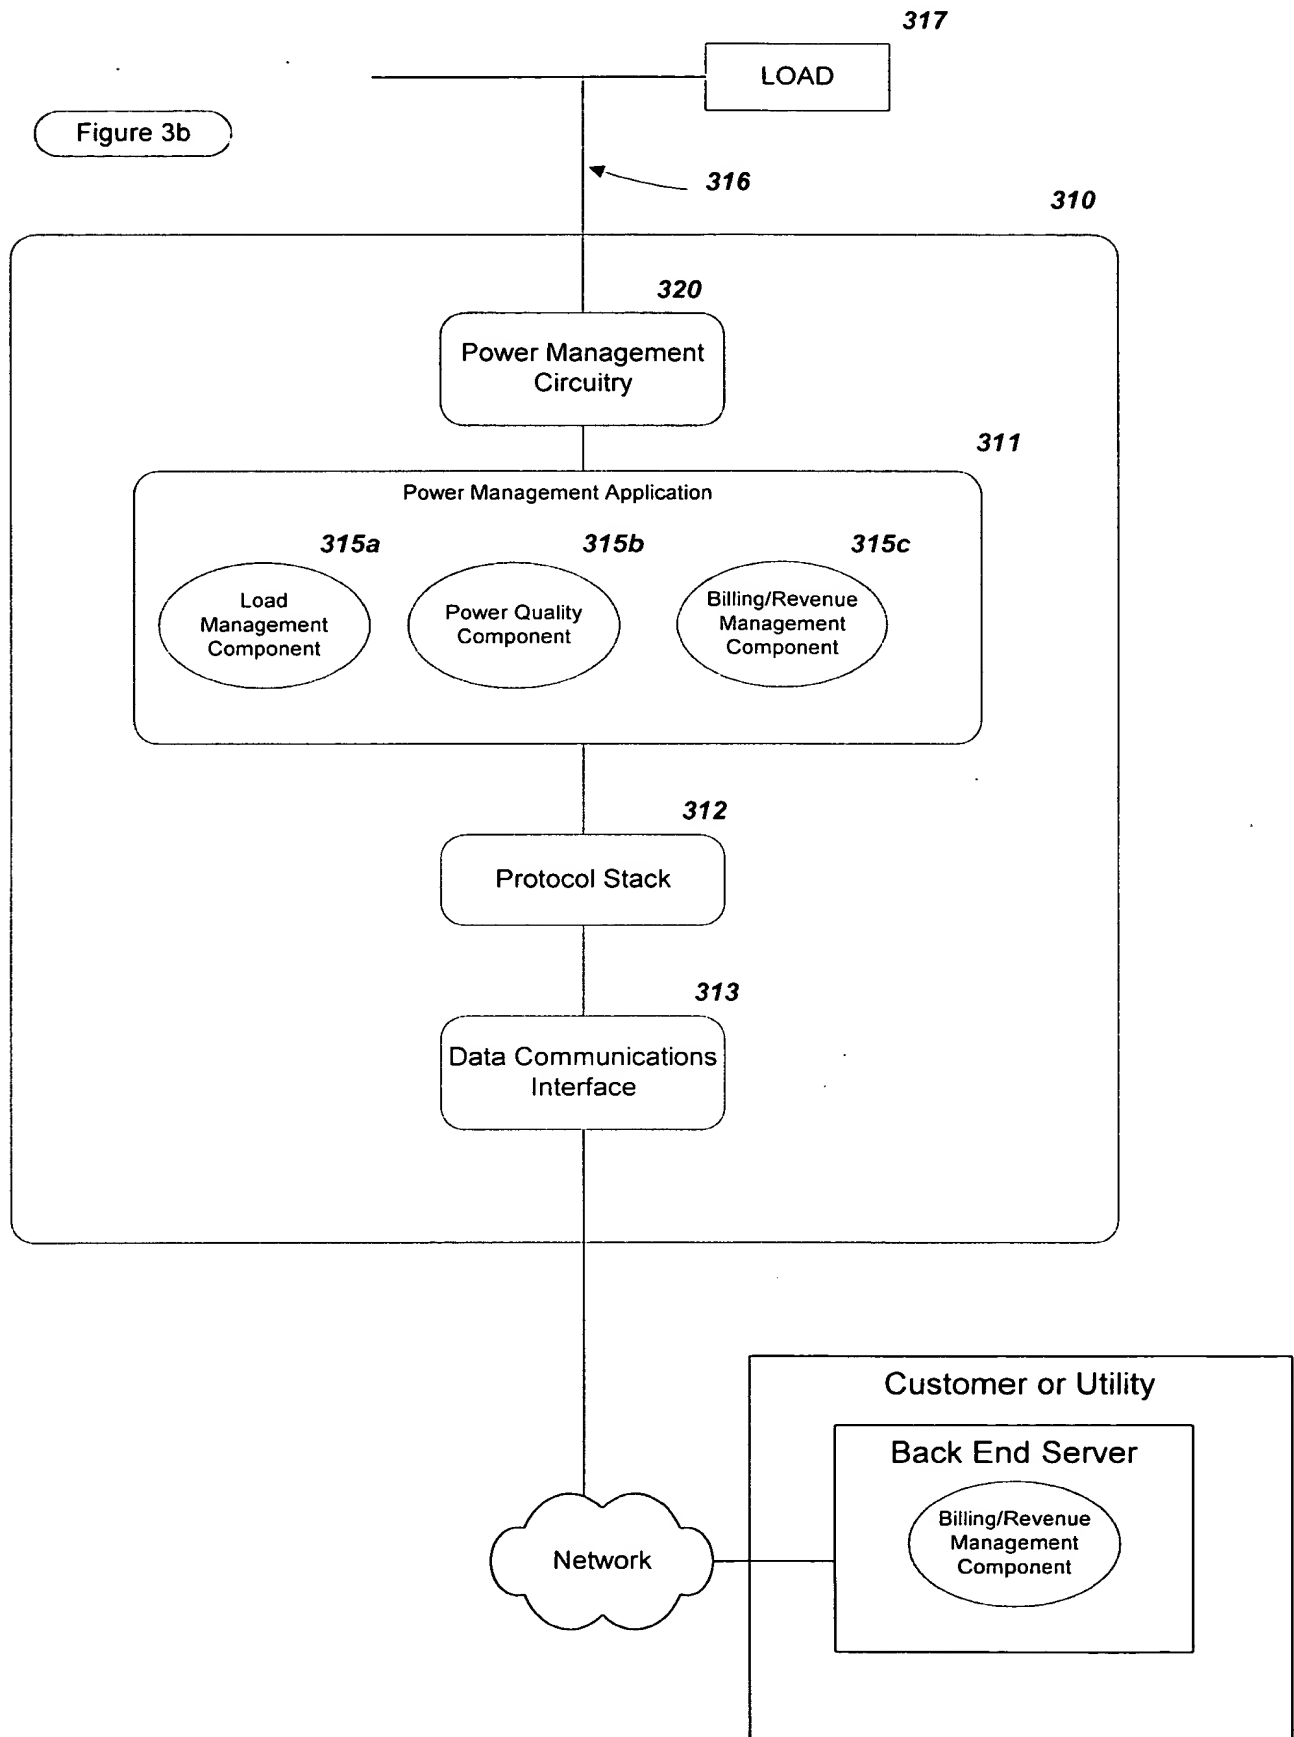 317
LOAD
Figure 3b
316
310
320
Power Management
Circuitry
311
Power Management Application
315a
315b
315c
Load
Management
Component
Power Quality
Component
Billing/Revenue
Management
Component
312
Protocol Stack
313
Data Communications
Interface
Customer or Utility
Back End Server
Billing/Revenue
Management
Component
Network